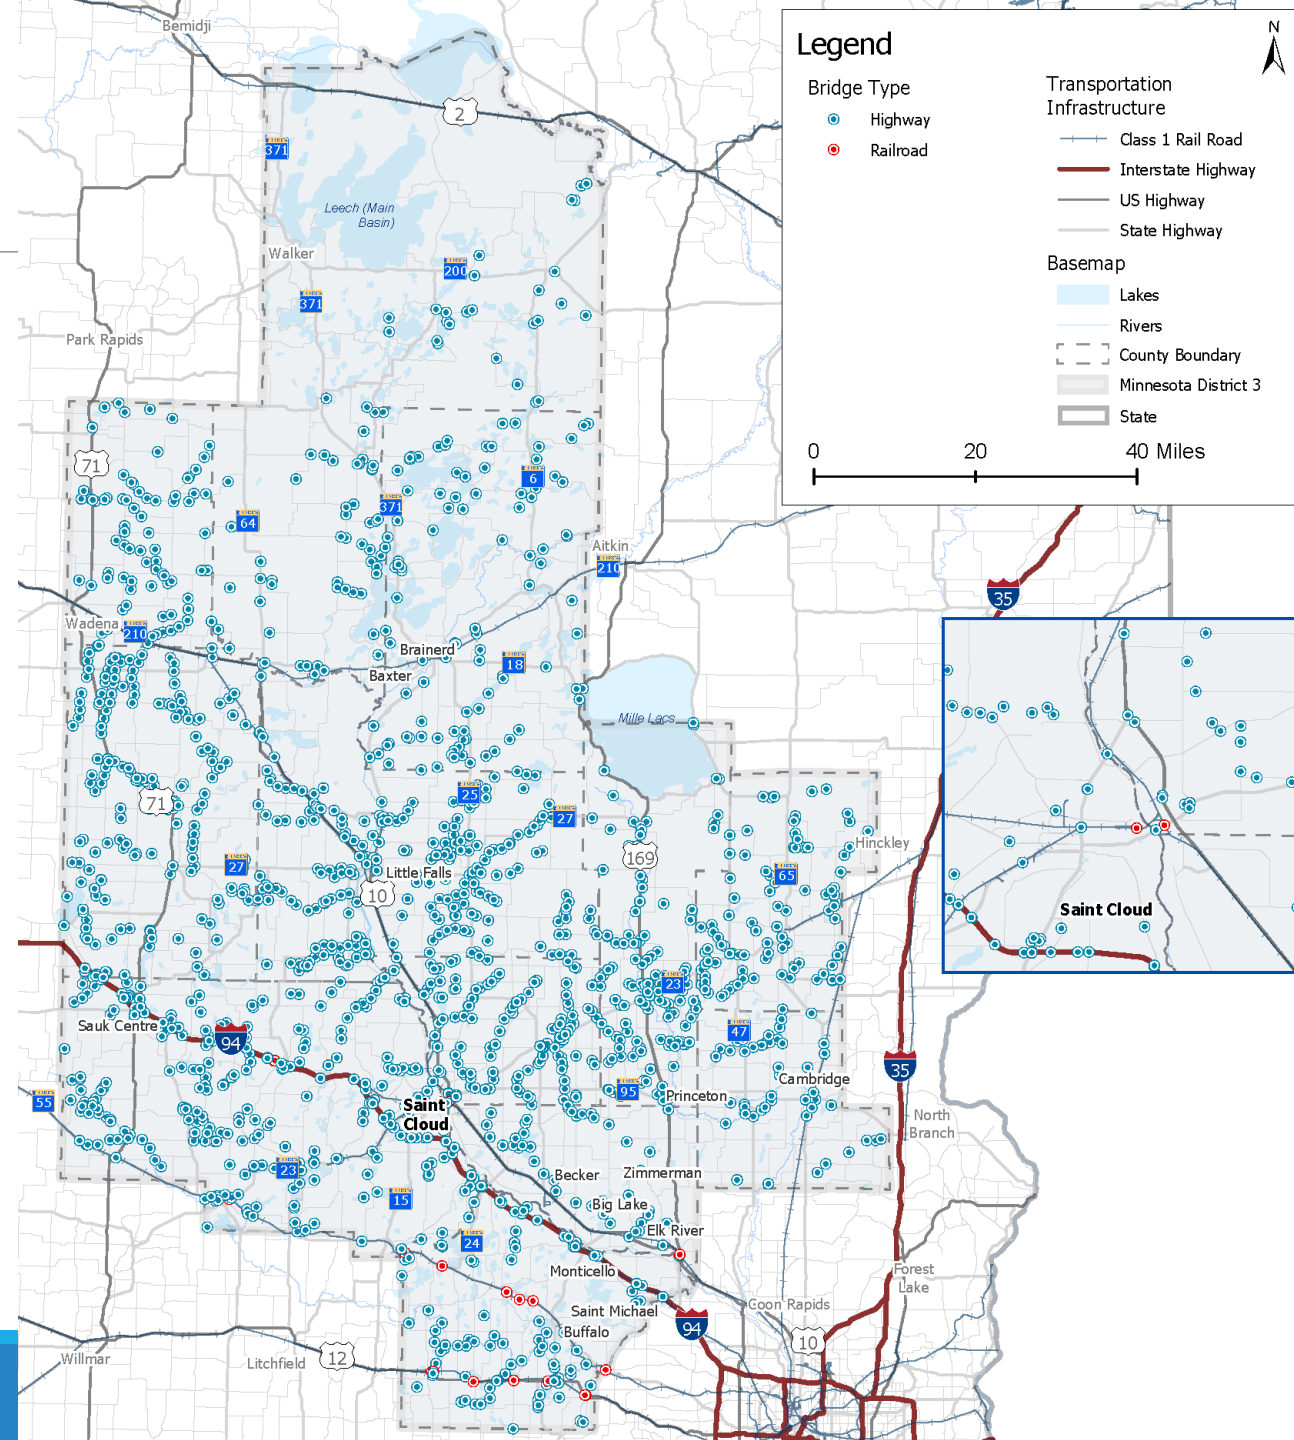 Bemidji
2
371
Leech (Main
Basin)
Walker
200
371
Park Rapids
71
6
371
64
Aitkin
210
Wadena
210
Brainerd
18
Baxter
Mille Lacs
25
71
27
Hinckley
169
27
Little Falls
65
10
23
Sauk Centre
47
94
35
Cambridge
55
95
Princeton
Saint
Cloud
North
Branch
23
Becker
Zimmerman
15
Big Lake
Elk River
24
Monticello
Forest
Lake
Saint Michael
Coon Rapids
94
Buffalo
10
Willmar
Litchfield
12
N
Legend
Bridge Type
Highway
Railroad
Transportation
Infrastructure
Class 1 Rail Road
Interstate Highway
US Highway
State Highway
Basemap
Lakes
Rivers
County Boundary
Minnesota District 3
State
0
20
40 Miles
35
Saint Cloud